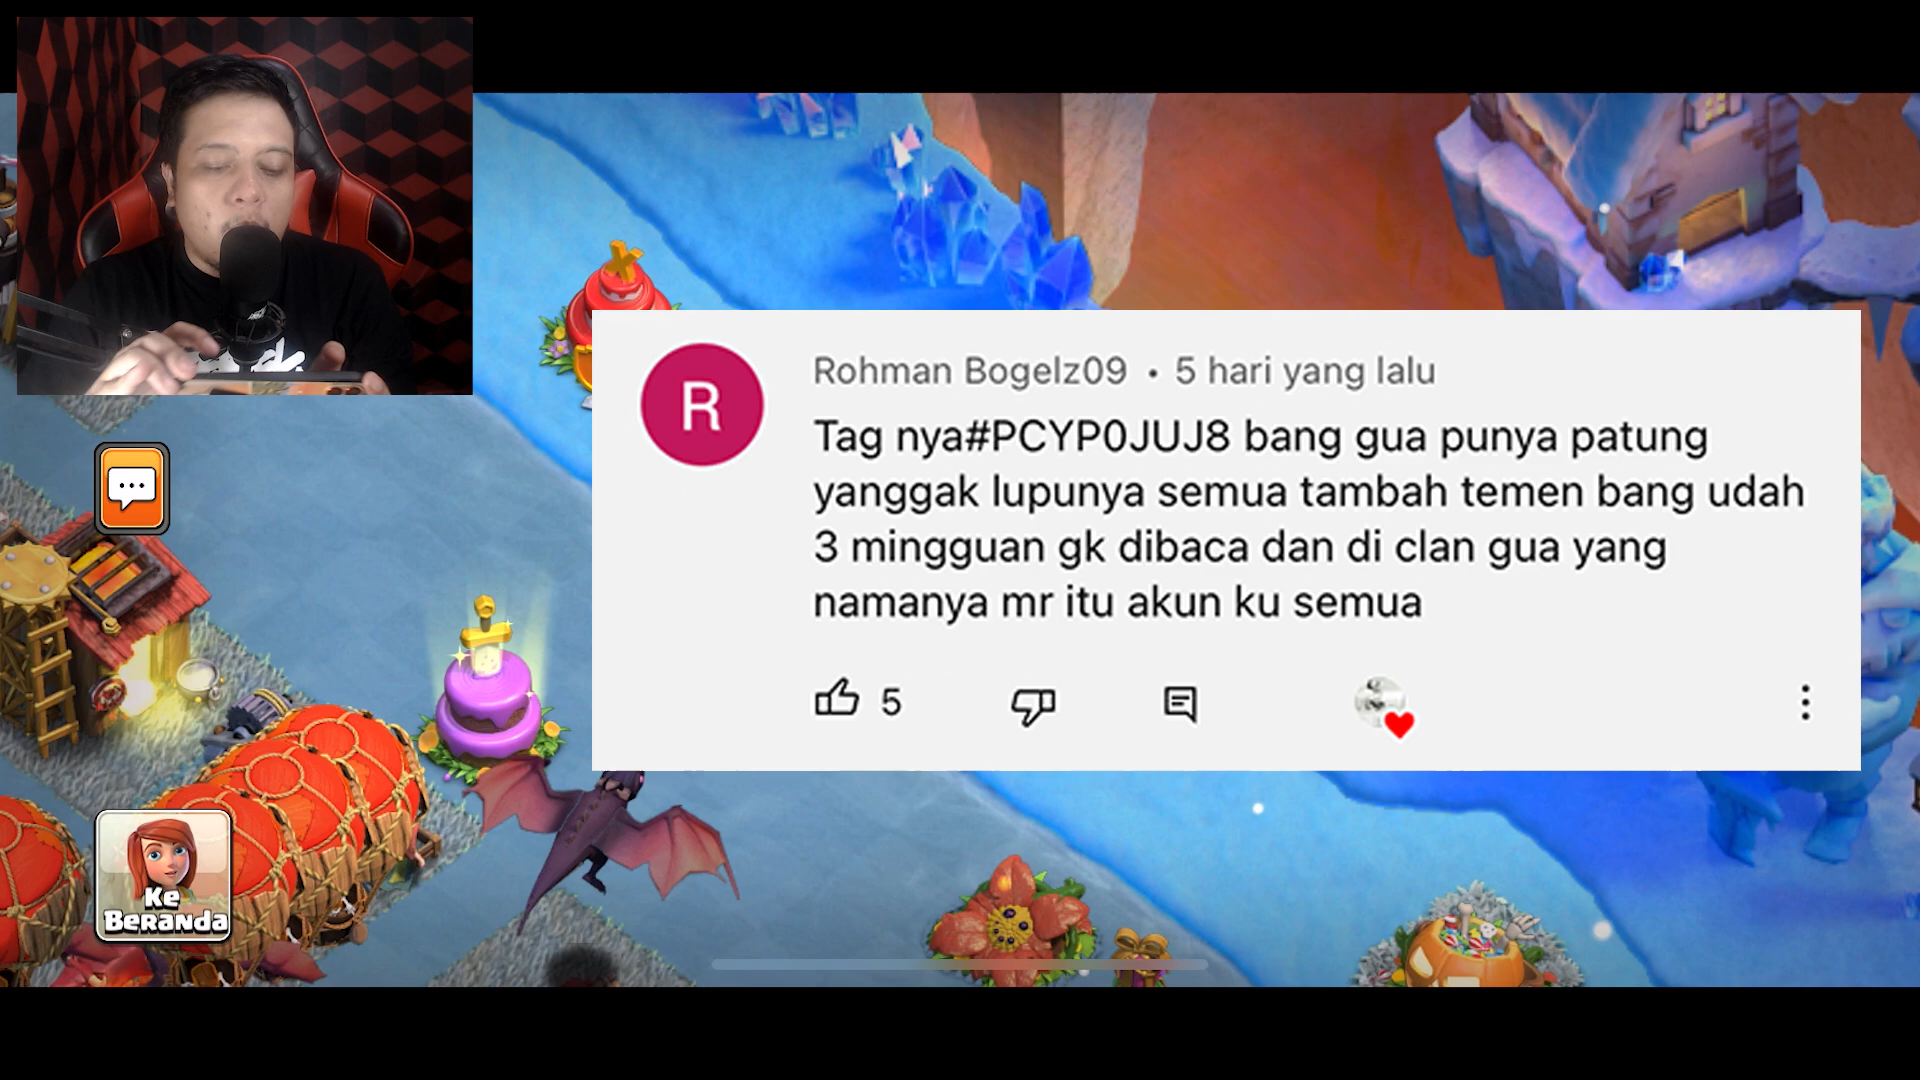 R
Rohman Bogelz09 • 5 hari yang lalu
Tag nya#PCYP0JUJ8 bang gua punya patung
yanggak lupunya semua tambah temen bang udah
3 mingguan gk dibaca dan di clan gua yang
namanya mr itu akun ku semua
5
Ke
Beranda